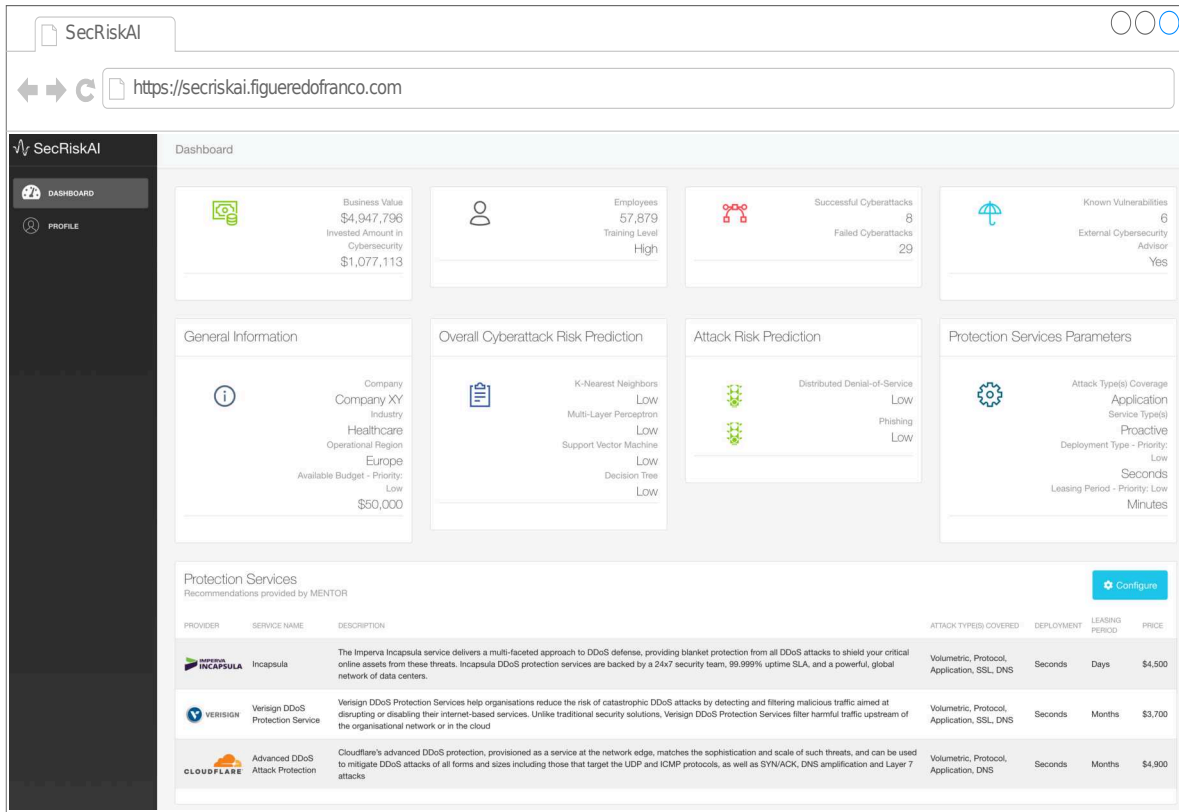 SecRiskAI
https://secriskai.figueredofranco.com
SecRiskAI
Dashboard
DASHBOARD
PROFILE
Business Value
$4,947,796
Invested Amount in
Cybersecurity
$1,077,113
Employees
57,879
Training Level
High
Successful Cyberattacks
8
Failed Cyberattacks
29
Known Vulnerabilities
6
External Cybersecurity
Advisor
Yes
General Information
Company
Company XY
Industry
Healthcare
Operational Region
Europe
Available Budget - Priority:
Low
$50,000
Overall Cyberattack Risk Prediction
K-Nearest Neighbors
Low
Multi-Layer Perceptron
Low
Support Vector Machine
Low
Decision Tree
Low
Attack Risk Prediction
Distributed Denial-of-Service
Low
Phishing
Low
Protection Services Parameters
Attack Type(s) Coverage
Application
Service Type(s)
Proactive
Deployment Type - Priority:
Low
Seconds
Leasing Period - Priority: Low
Minutes
Protection Services
Recommendations provided by MENTOR
Configure
PROVIDER SERVICE NAME DESCRIPTION ATTACK TYPE(S) COVERED DEPLOYMENT LEASING PERIOD PRICE
IMPERVA
INCAPSULA
Incapsula
The Imperva Incapsula service delivers a multi-faceted approach to DDoS defense, providing blanket protection from all DDoS attacks to shield your critical
online assets from these threats. Incapsula DDoS protection services are backed by a 24x7 security team, 99.999% uptime SLA, and a powerful, global
network of data centers.
Volumetric, Protocol,
Application, SSL, DNS
Seconds
Days
$4,500
VERISIGN
Verisign DDoS
Protection Service
Verisign DDoS Protection Services help organisations reduce the risk of catastrophic DDoS attacks by detecting and filtering malicious traffic aimed at
disrupting or disabling their internet-based services. Unlike traditional security solutions, Verisign DDoS Protection Services filter harmful traffic upstream of
the organisational network or in the cloud
Volumetric, Protocol,
Application, SSL, DNS
Seconds
Months
$3,700
CLOUDFLARE
Advanced DDoS
Attack Protection
Cloudflare's advanced DDoS protection, provisioned as a service at the network edge, matches the sophistication and scale of such threats, and can be used
to mitigate DDoS attacks of all forms and sizes including those that target the UDP and ICMP protocols, as well as SYN/ACK, DNS amplification and Layer 7
attacks
Volumetric, Protocol,
Application, DNS
Seconds
Months
$4,900